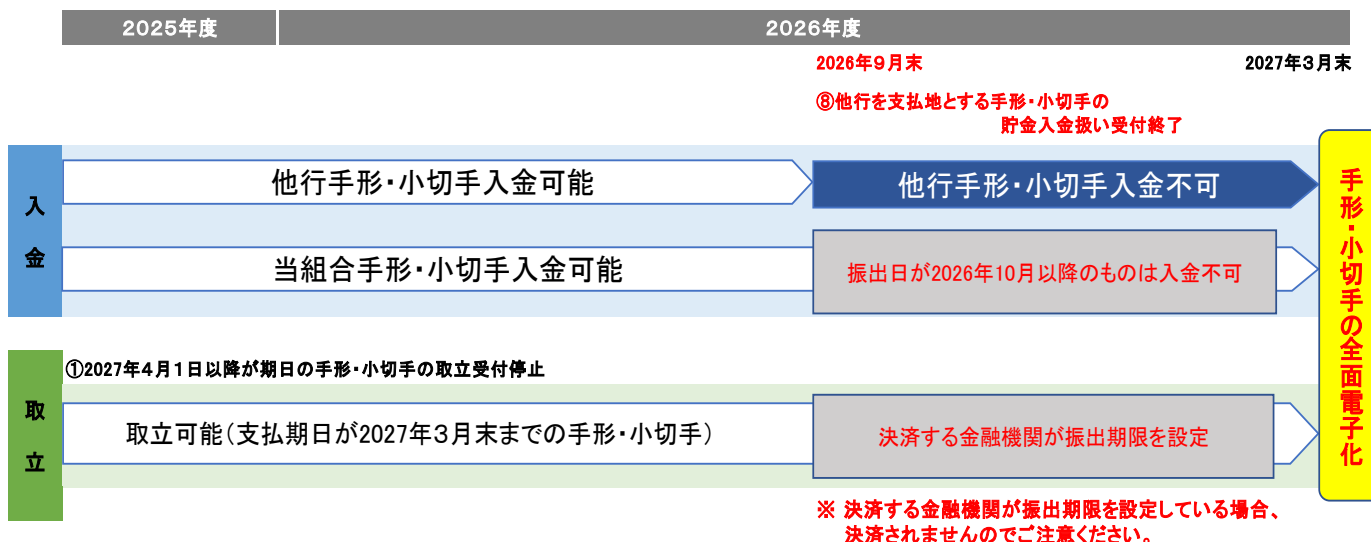 2025年度
2026年度
2026年9月末
2027年3月末
⑧他行を支払地とする手形・小切手の
貯金入金扱い受付終了
入金
他行手形・小切手入金可能
他行手形・小切手入金不可
当組合手形・小切手入金可能
振出日が2026年10月以降のものは入金不可
手形・小切手の全面電子化
取立
①2027年4月1日以降が期日の手形・小切手の取立受付停止
取立可能(支払期日が2027年3月末までの手形・小切手)
決済する金融機関が振出期限を設定
※ 決済する金融機関が振出期限を設定している場合、
決済されませんのでご注意ください。